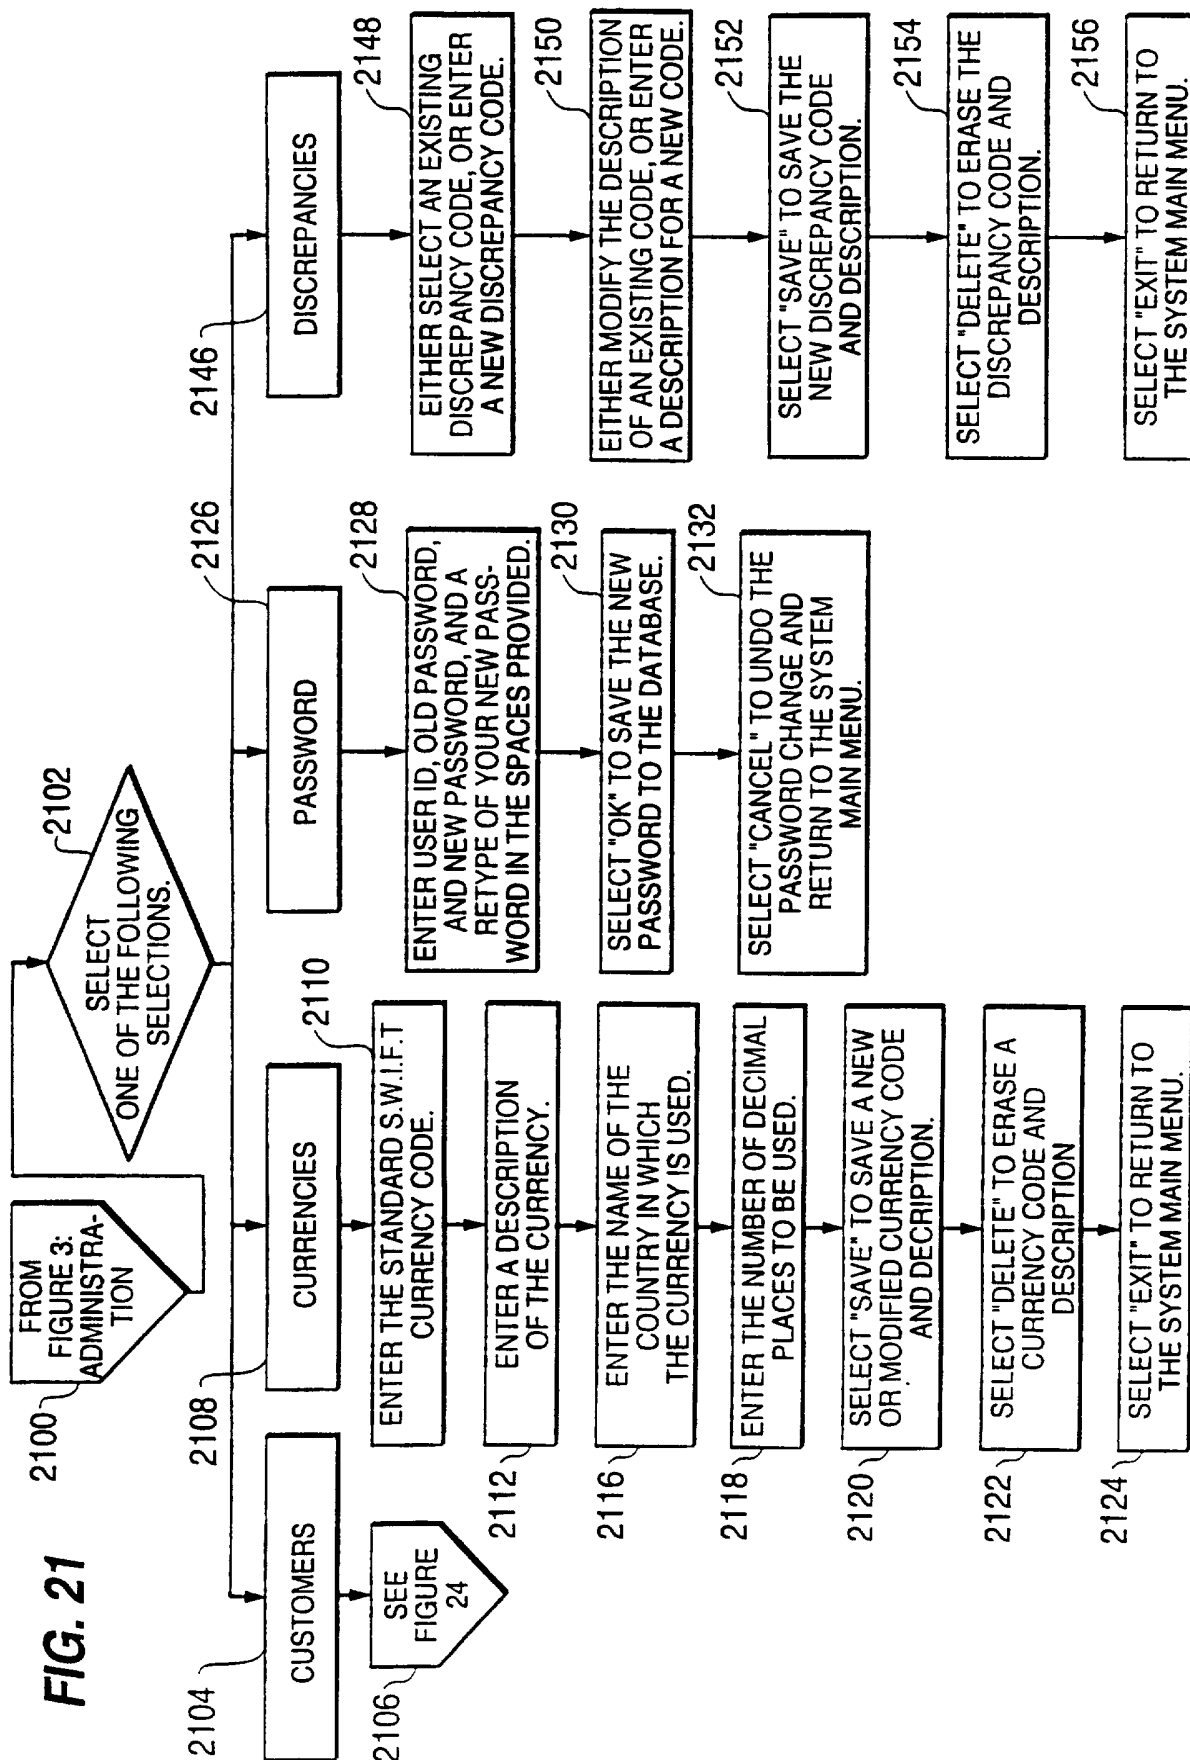 FIG. 21
FROM
FIGURE 3:
ADMINISTRA-
TION
2100
SELECT
ONE OF THE FOLLOWING
SELECTIONS.
2102
2104
CUSTOMERS
SEE
FIGURE
24
2106
2108
CURRENCIES
2110
ENTER THE STANDARD S.W.I.F.T
CURRENCY CODE.
2112
ENTER A DESCRIPTION
OF THE CURRENCY.
2116
ENTER THE NAME OF THE
COUNTRY IN WHICH
THE CURRENCY IS USED.
2118
ENTER THE NUMBER OF DECIMAL
PLACES TO BE USED.
2120
SELECT "SAVE" TO SAVE A NEW
OR MODIFIED CURRENCY CODE
AND DECRIPTION.
2122
SELECT "DELETE" TO ERASE A
CURRENCY CODE AND
DESCRIPTION
2124
SELECT "EXIT" TO RETURN TO
THE SYSTEM MAIN MENU.
2126
PASSWORD
2128
ENTER USER ID, OLD PASSWORD,
AND NEW PASSWORD, AND A
RETYPE OF YOUR NEW PASS-
WORD IN THE SPACES PROVIDED.
2130
SELECT "OK" TO SAVE THE NEW
PASSWORD TO THE DATABASE.
2132
SELECT "CANCEL" TO UNDO THE
PASSWORD CHANGE AND
RETURN TO THE SYSTEM
MAIN MENU.
2146
DISCREPANCIES
2148
EITHER SELECT AN EXISTING
DISCREPANCY CODE, OR ENTER
A NEW DISCREPANCY CODE.
2150
EITHER MODIFY THE DESCRIPTION
OF AN EXISTING CODE, OR ENTER
A DESCRIPTION FOR A NEW CODE.
2152
SELECT "SAVE" TO SAVE THE
NEW DISCREPANCY CODE
AND DESCRIPTION.
2154
SELECT "DELETE" TO ERASE THE
DISCREPANCY CODE AND
DESCRIPTION.
2156
SELECT "EXIT" TO RETURN TO
THE SYSTEM MAIN MENU.